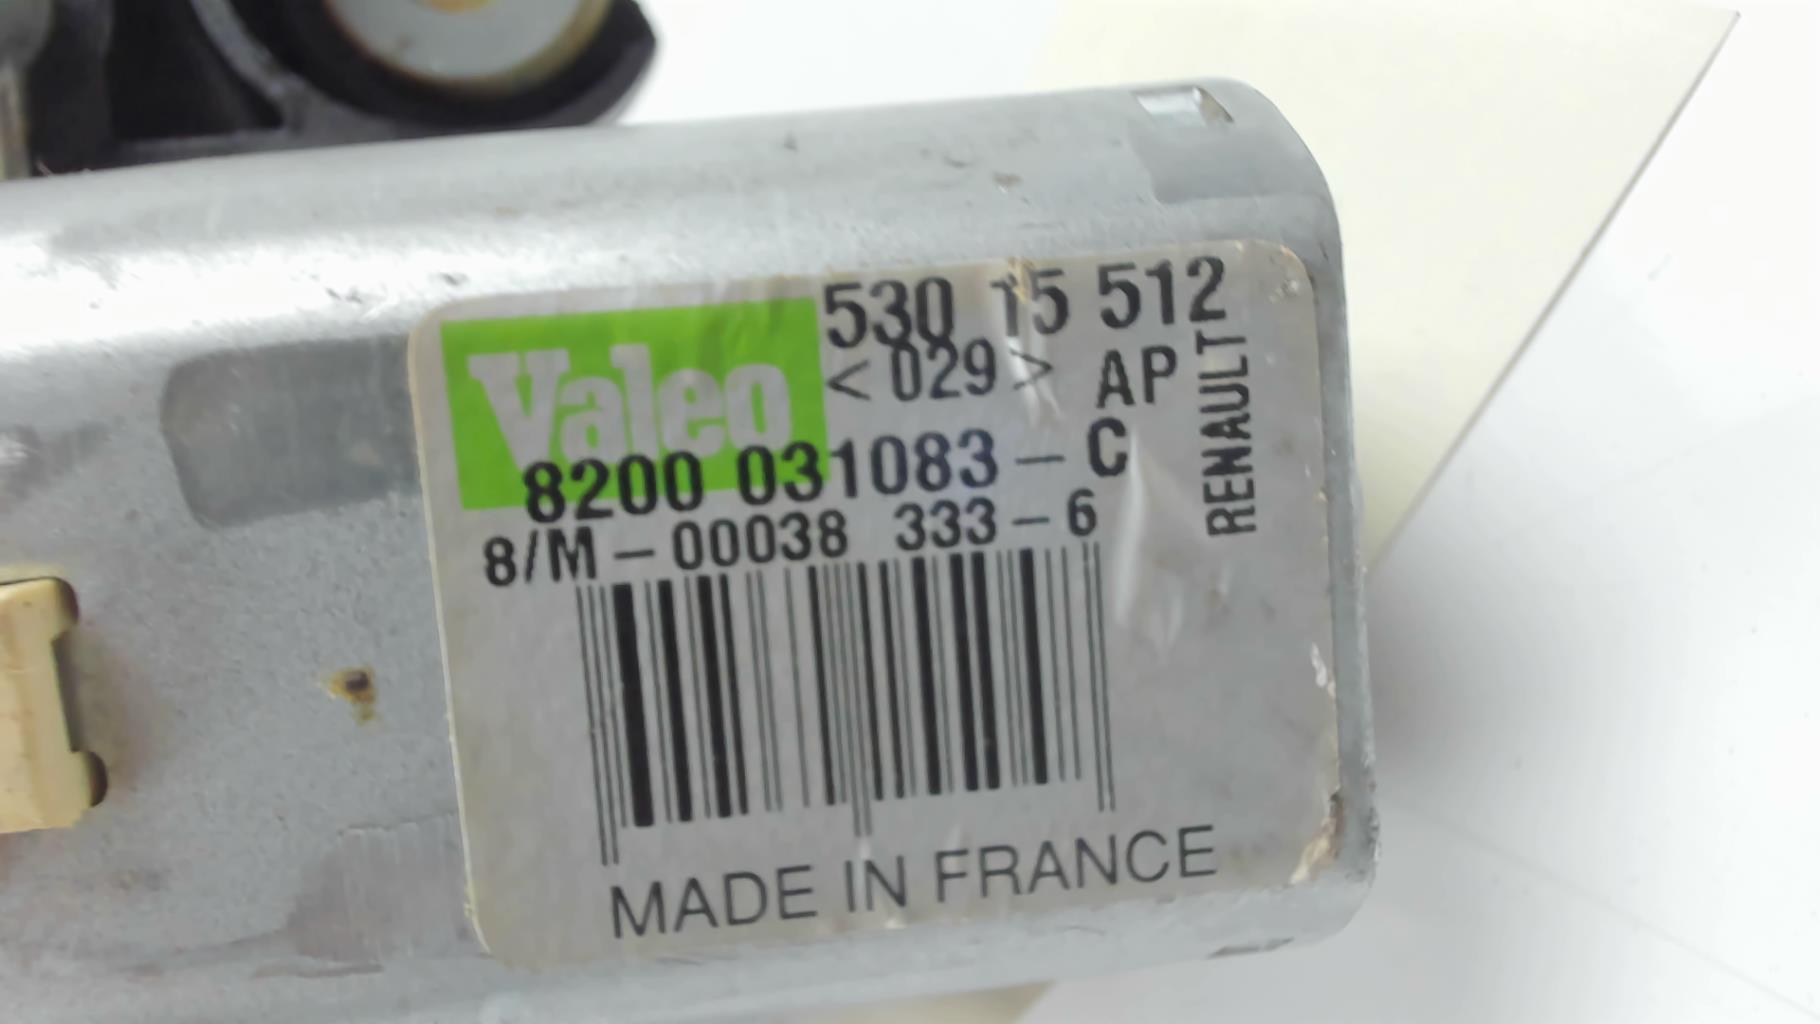 Valeo
530 15 512
< 029 > AP
RENAULT
8200 031083 - C
8/M - 00038 333 - 6
MADE IN FRANCE